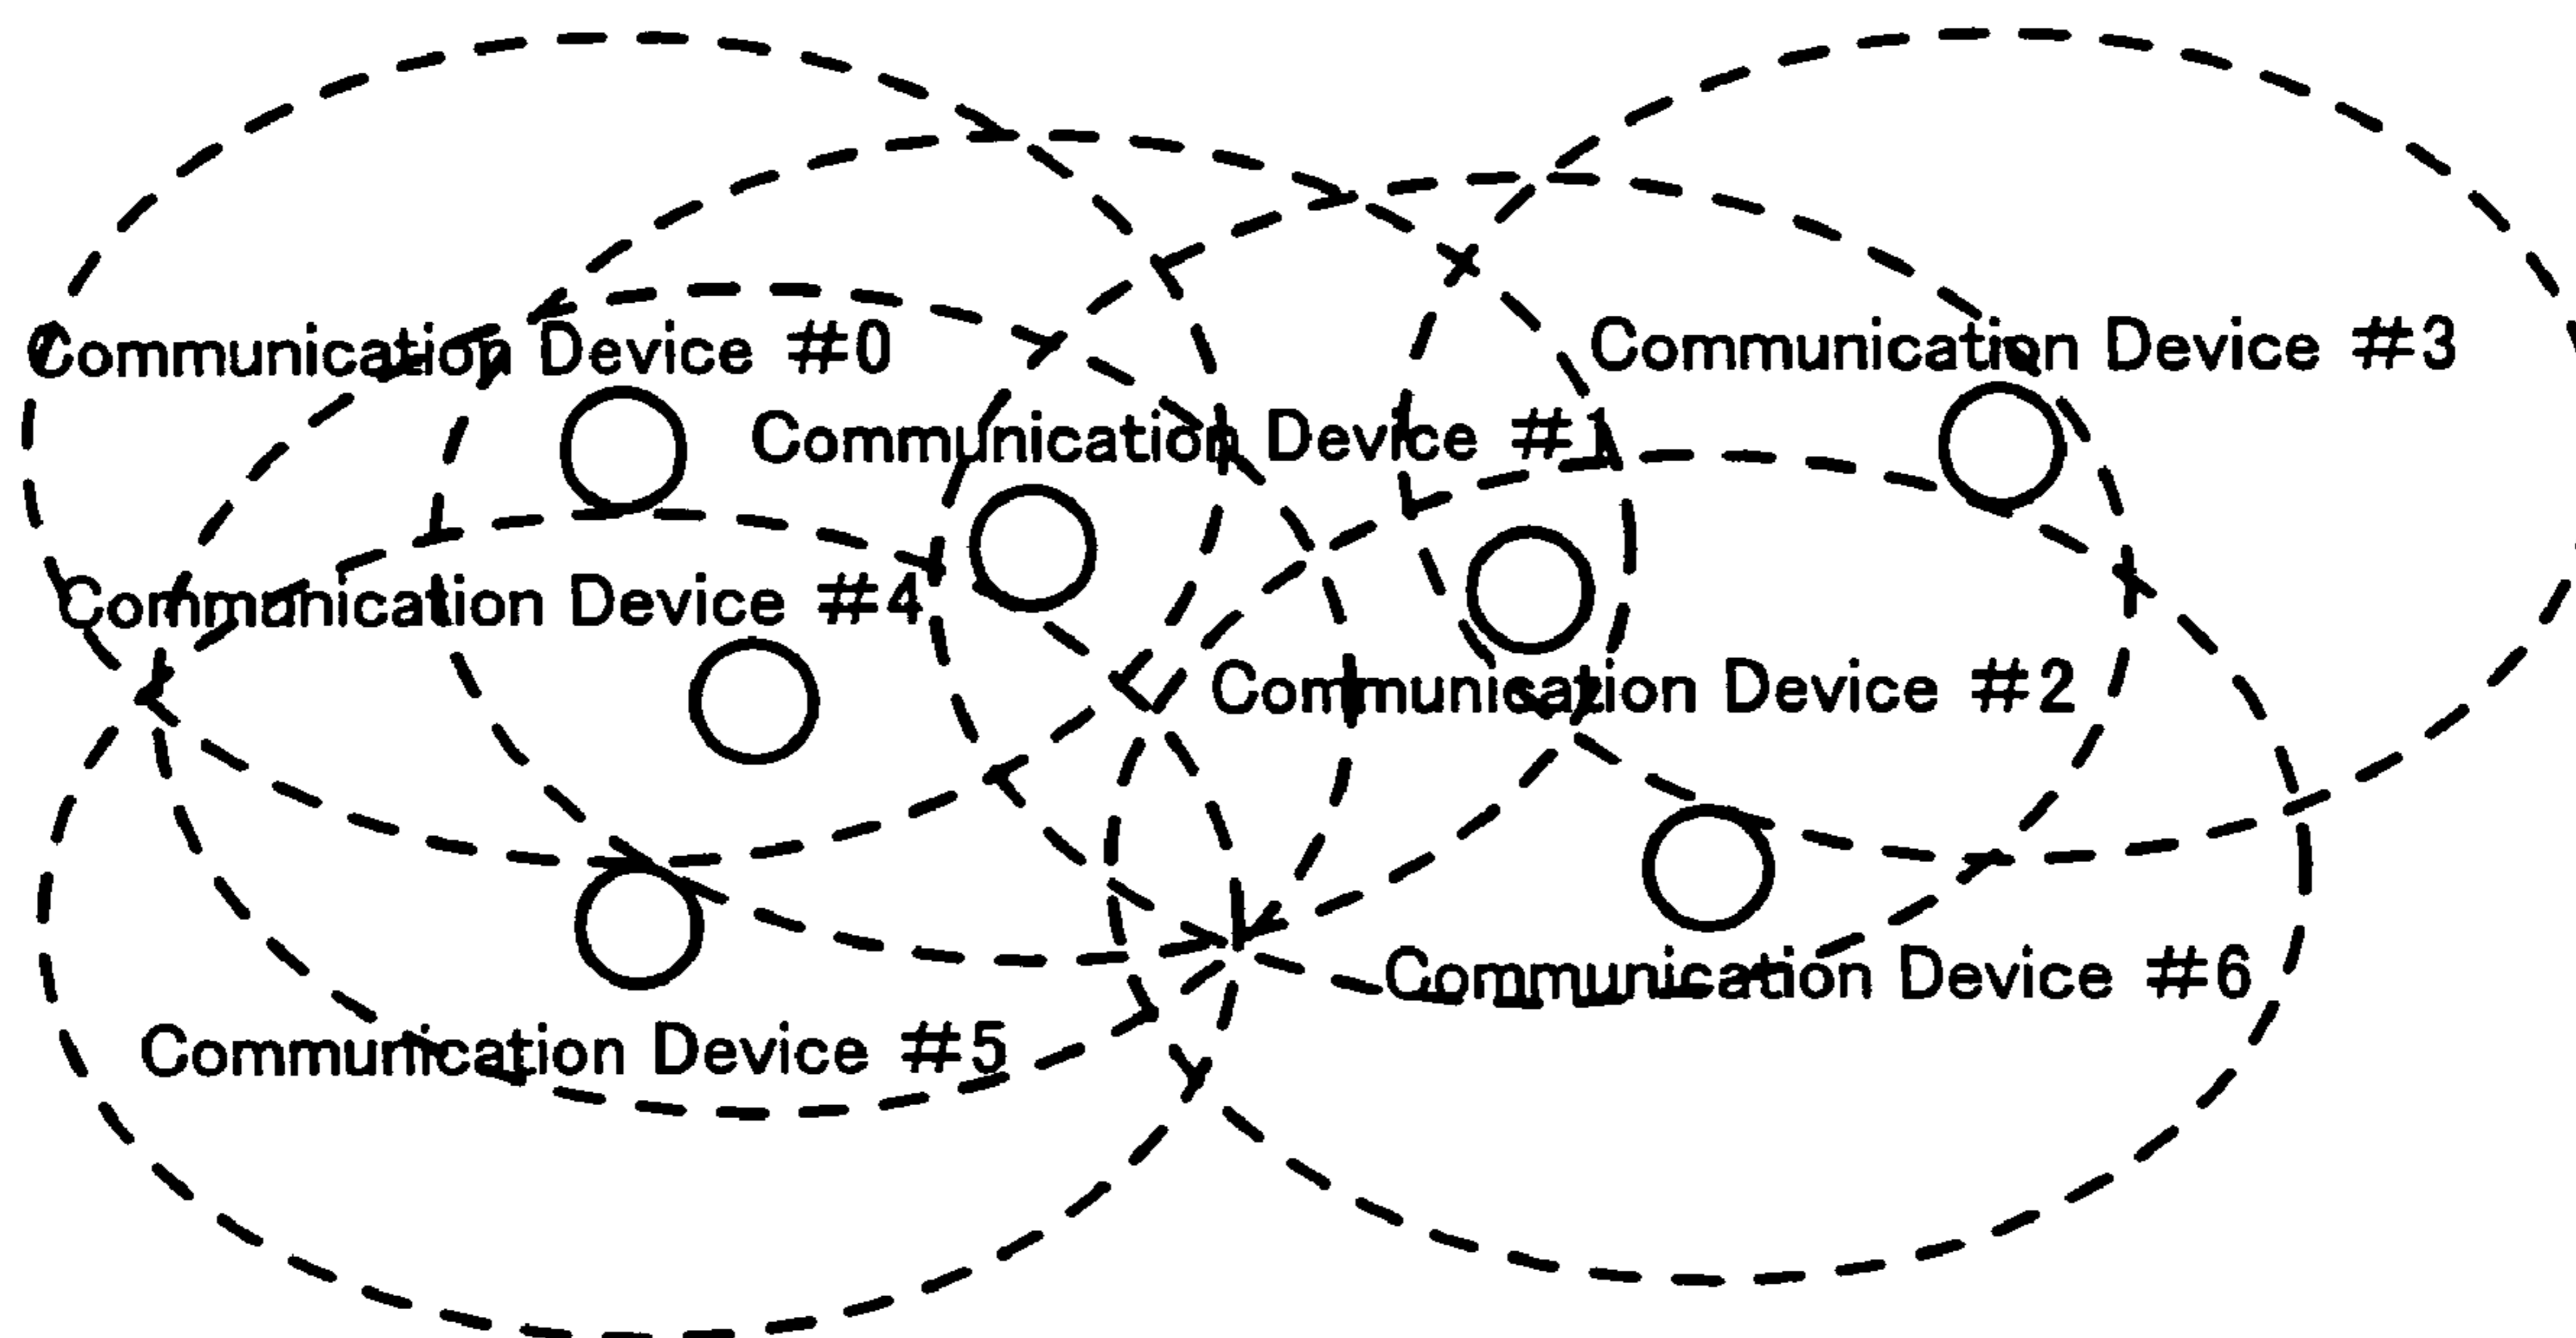 Communication Device #0
Communication Device #3
Communication Device #1
Communication Device #4
Communication Device #2
Communication Device #6
Communication Device #5